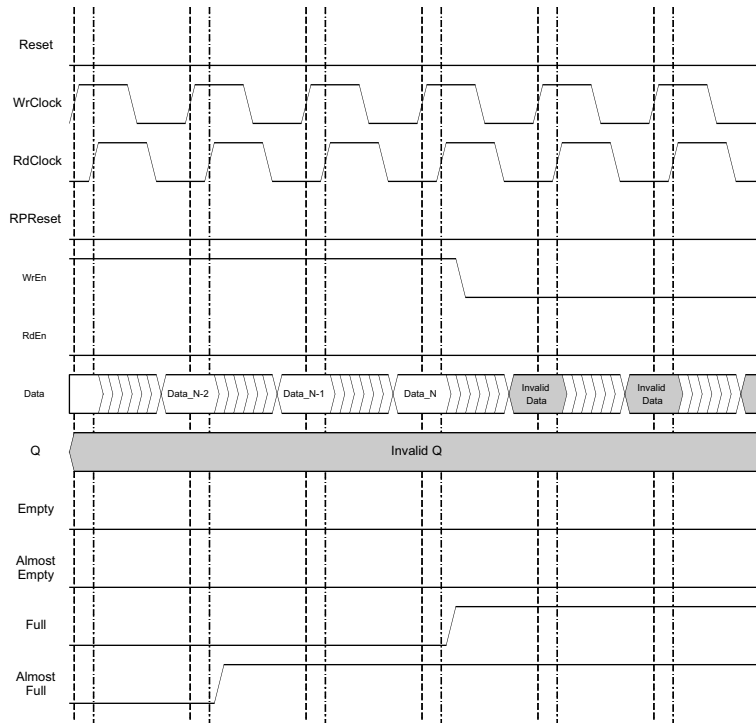 Reset
WrClock
RdClock
RPReset
WrEn
RdEn
Data
Data_N-2
Data_N-1
Data_N
Invalid
Data
Invalid
Data
Q
Invalid Q
Empty
Almost
Empty
Full
Almost
Full